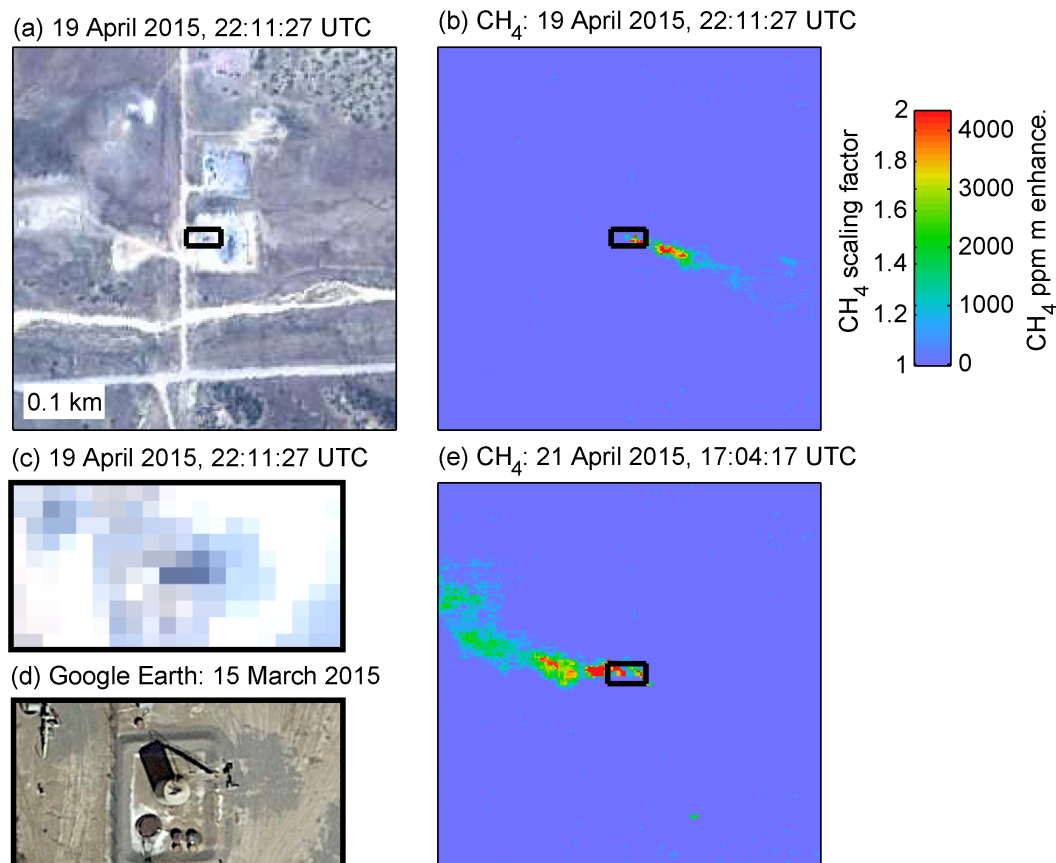 (a) 19 April 2015, 22:11:27 UTC
(b) CH4: 19 April 2015, 22:11:27 UTC
0.1 km
2
1.8
1.6
1.4
1.2
1
CH4 scaling factor
4000
3000
2000
1000
0
CH4 ppm m enhance.
(c) 19 April 2015, 22:11:27 UTC
(d) Google Earth: 15 March 2015
(e) CH4: 21 April 2015, 17:04:17 UTC